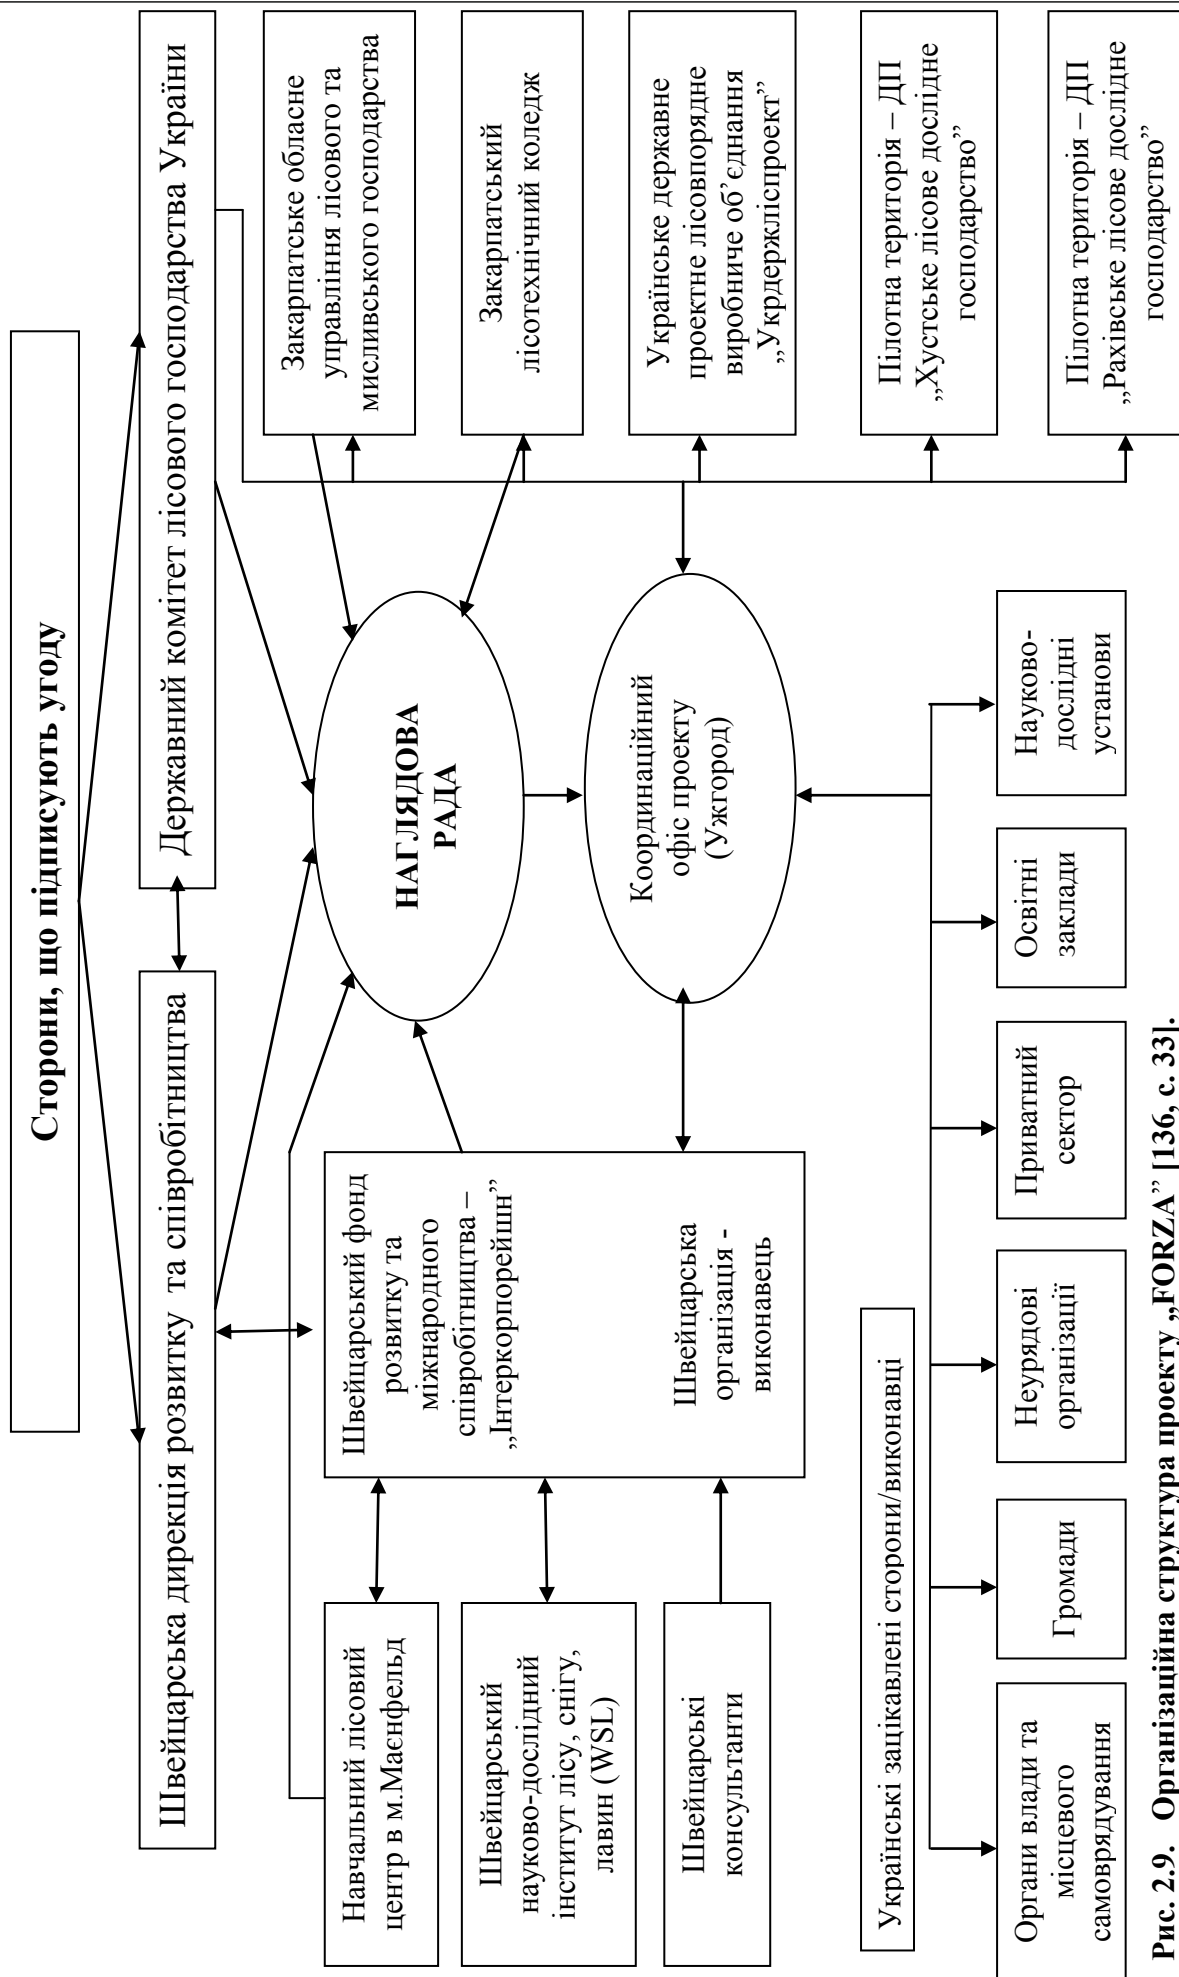 Сторони, що підписують угоду
Швейцарська дирекція розвитку та співробітництва
Державний комітет лісового господарства України
Навчальний лісовий
центр в м.Маєнфельд
Швейцарський
науково-дослідний
інститут лісу, снігу,
лавин (WSL)
Швейцарські
консультанти
Швейцарський фонд
розвитку та
міжнародного
співробітництва –
„Інтеркорпорейшн”
Швейцарська
організація -
виконавець
НАГЛЯДОВА
РАДА
Координаційний
офіс проекту
(Ужгород)
Закарпатське обласне
управління лісового та
мисливського господарства
Закарпатський
лісотехнічний коледж
Українське державне
проектне лісовпорядне
виробниче об’єднання
„Укрдержліспроект”
Пілотна територія – ДП
„Хустське лісове дослідне
господарство”
Пілотна територія – ДП
„Рахівське лісове дослідне
господарство”
Українські зацікавлені сторони/виконавці
Органи влади та
місцевого
самоврядування
Громади
Неурядові
організації
Приватний
сектор
Освітні
заклади
Науково-
дослідні
установи
Рис. 2.9. Організаційна структура проекту „FORZA” [136, с. 33].